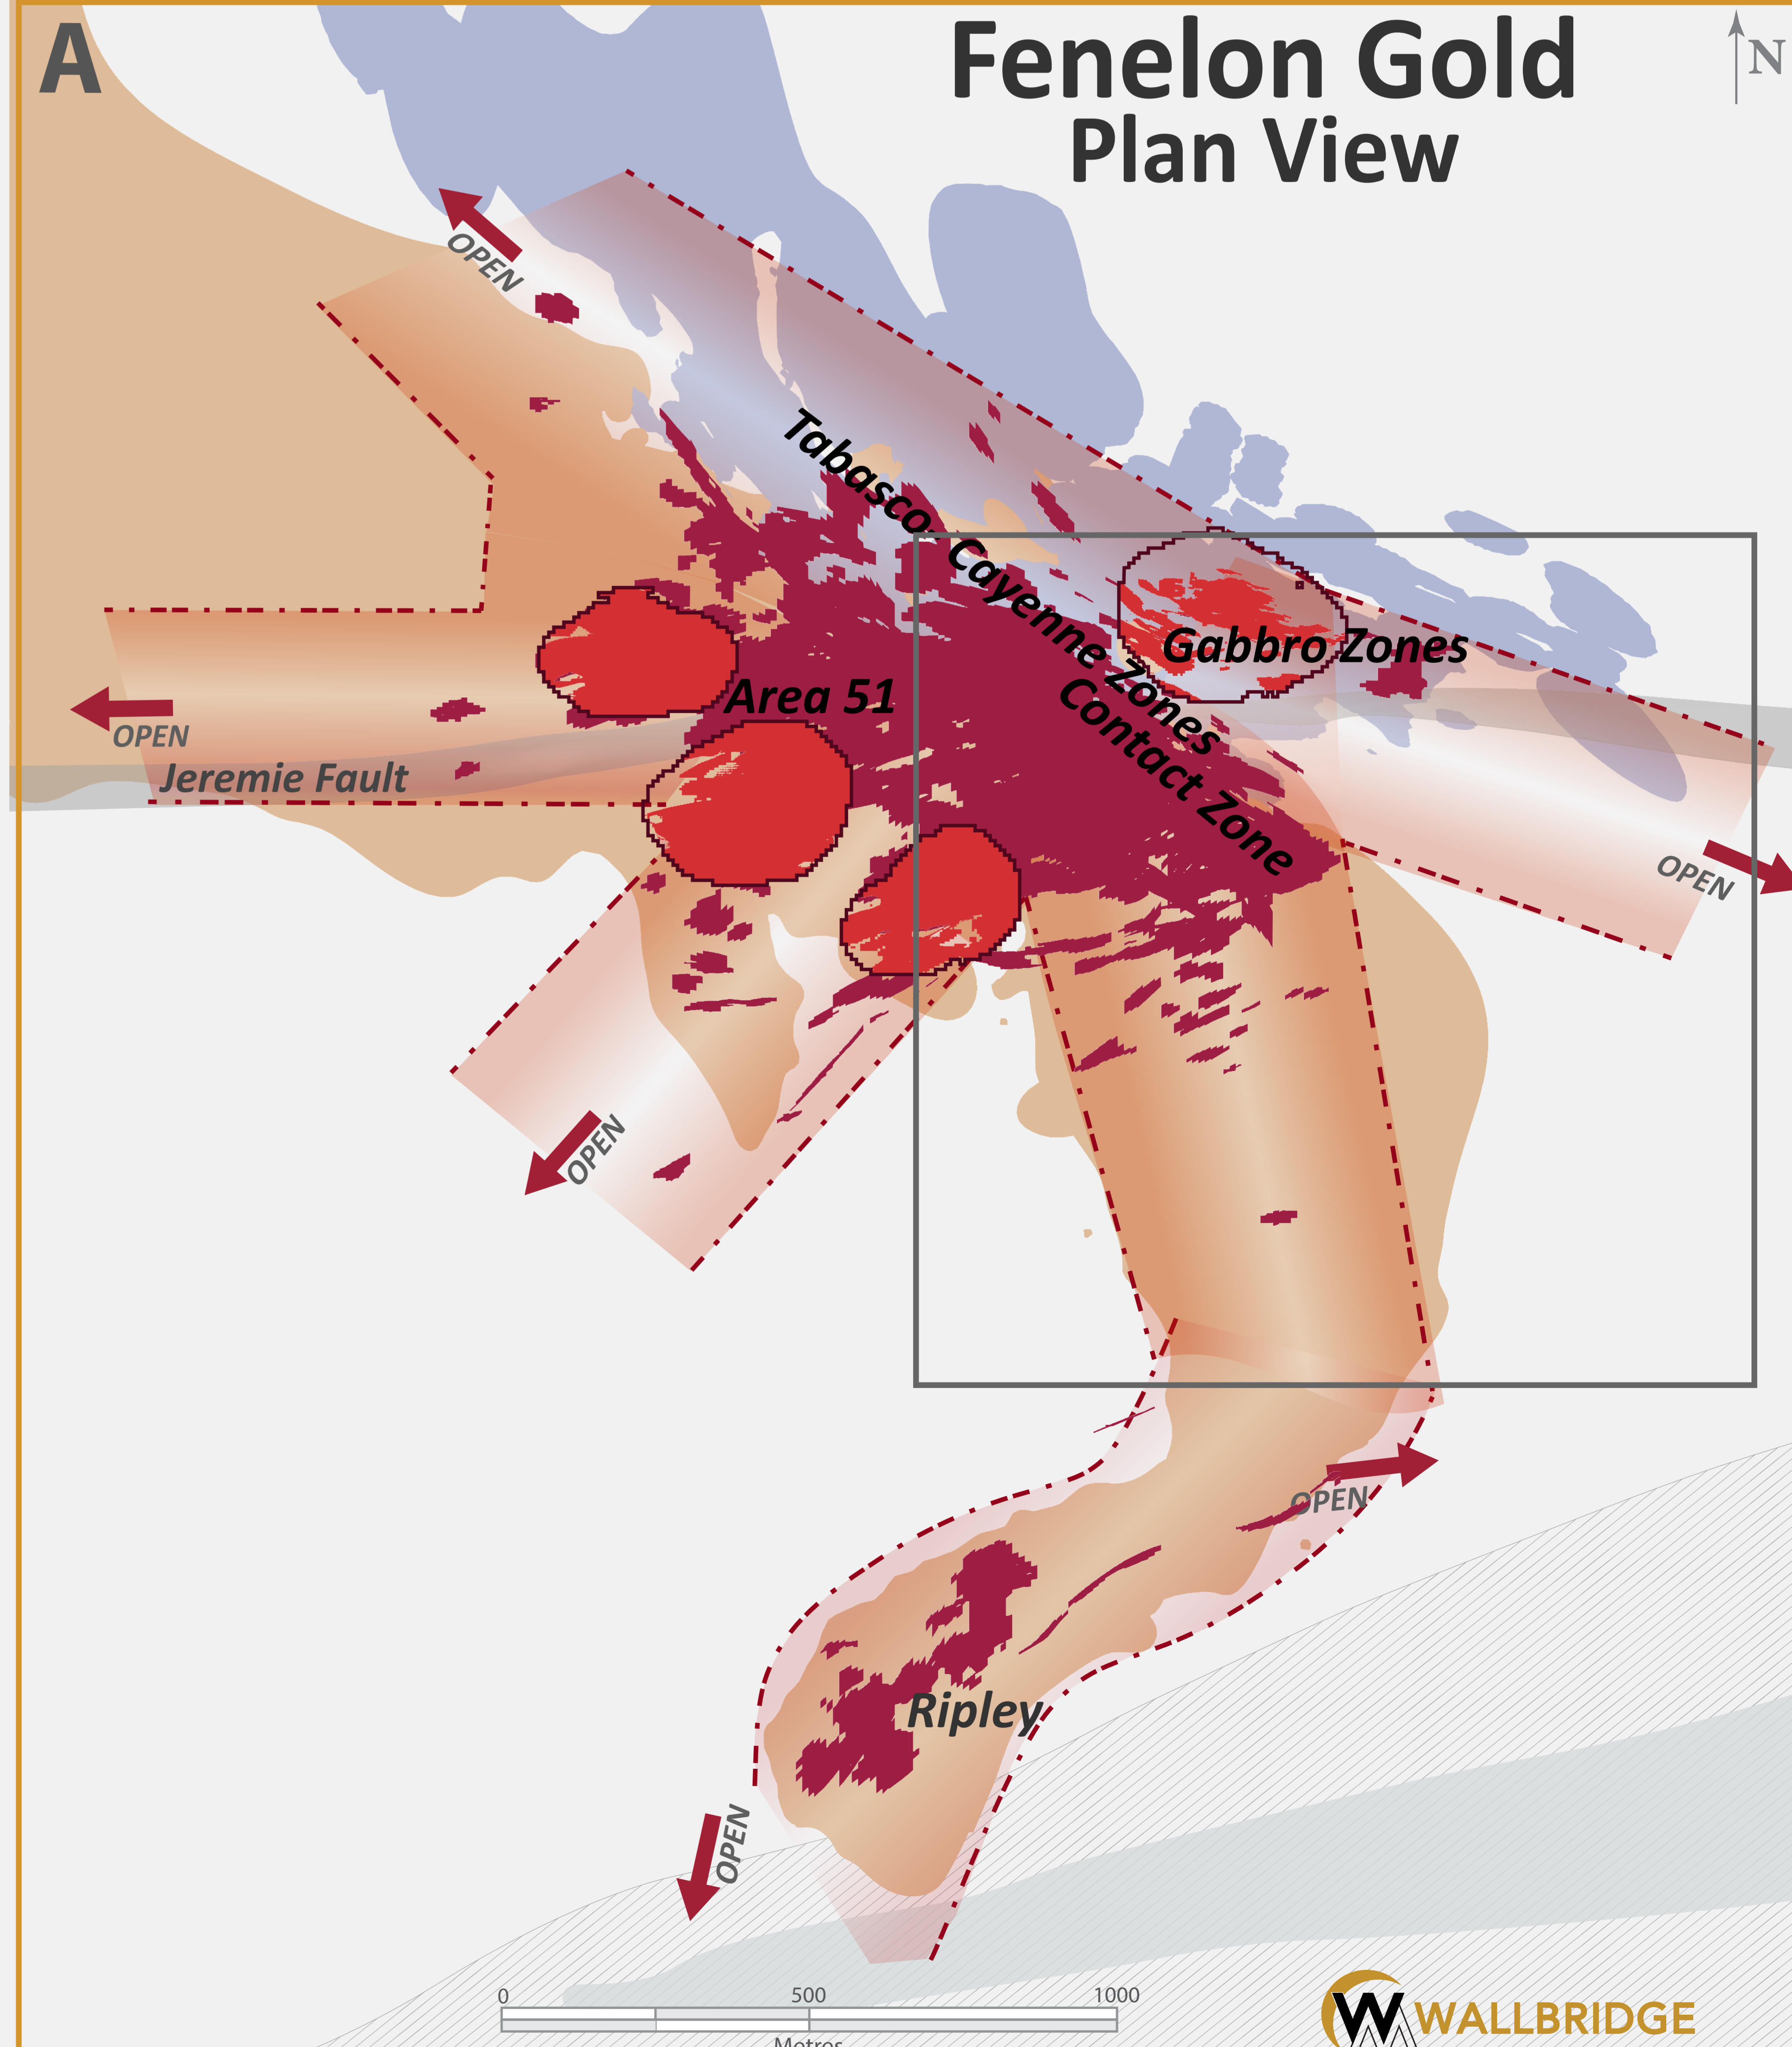 A
Fenelon Gold
Plan View
N
OPEN
Tabasco
Cayenne Zones
Contact Zone
Gabbro Zones
Area 51
OPEN
Jeremie Fault
OPEN
OPEN
OPEN
Ripley
OPEN
0 500 1000
Metres
WALLBRIDGE